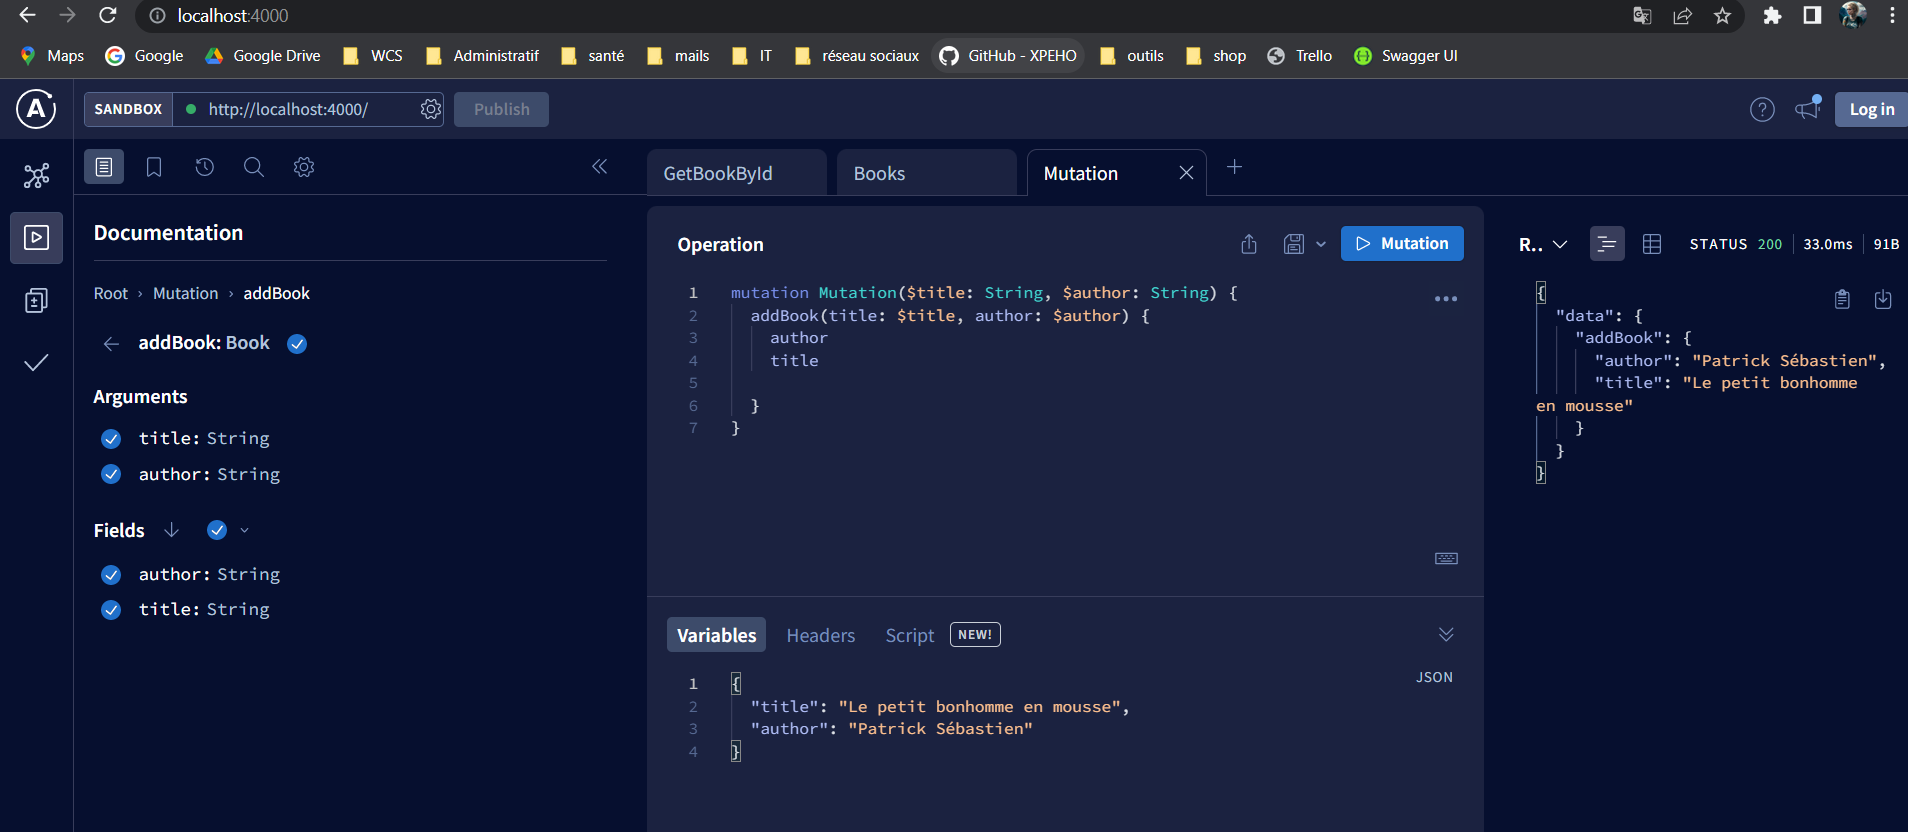 localhost:4000
Maps Google Google Drive WCS Administratif santé mails IT réseau sociaux GitHub - XPEHO outils shop Trello Swagger UI
SANDBOX http://localhost:4000/ Publish Log in
GetBookById Books Mutation
Documentation
Root › Mutation › addBook
addBook: Book
Arguments
title: String
author: String
Fields
author: String
title: String
Operation
Mutation
1 mutation Mutation($title: String, $author: String) {
2 addBook(title: $title, author: $author) {
3 author
4 title
5
6 }
7 }
Variables Headers Script NEW!
JSON
1 {
2 "title": "Le petit bonhomme en mousse",
3 "author": "Patrick Sébastien"
4 }
R.. STATUS 200 33.0ms 91B
{
"data": {
"addBook": {
"author": "Patrick Sébastien",
"title": "Le petit bonhomme
en mousse"
}
}
}